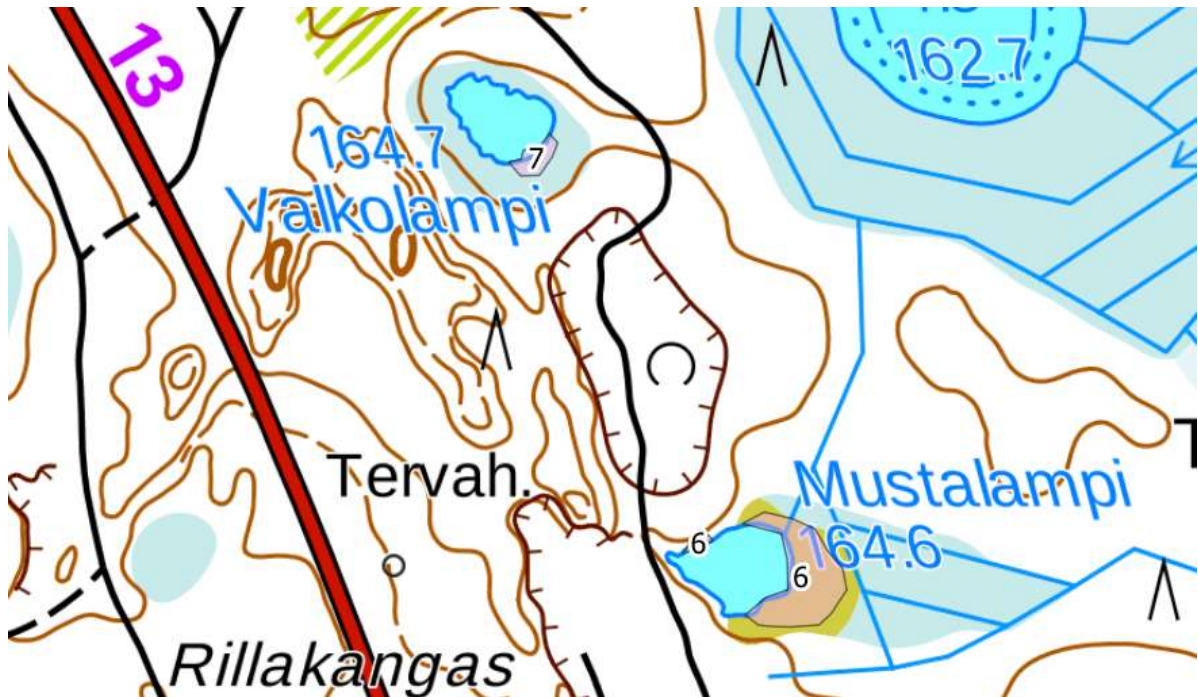 13
162.7
164.7
7
Valkolampi
Tervah.
Mustalampi
6
164.6
6
Rillakangas